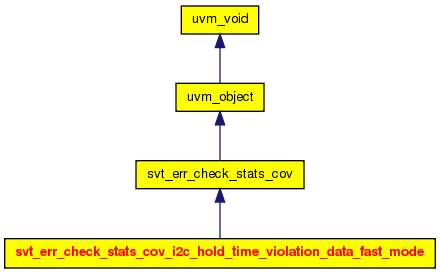 uvm_void
uvm_object
svt_err_check_stats_cov
svt_err_check_stats_cov_i2c_hold_time_violation_data_fast_mode